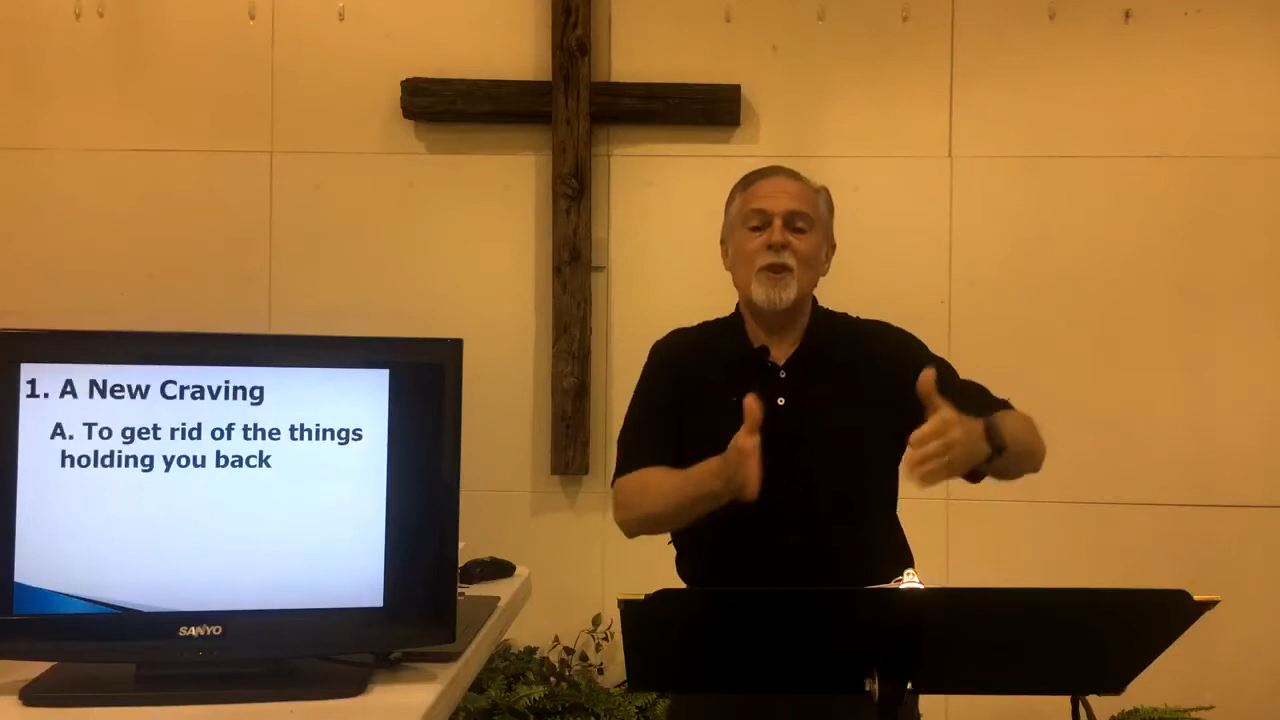 1. A New Craving
A. To get rid of the things
holding you back
SANYO